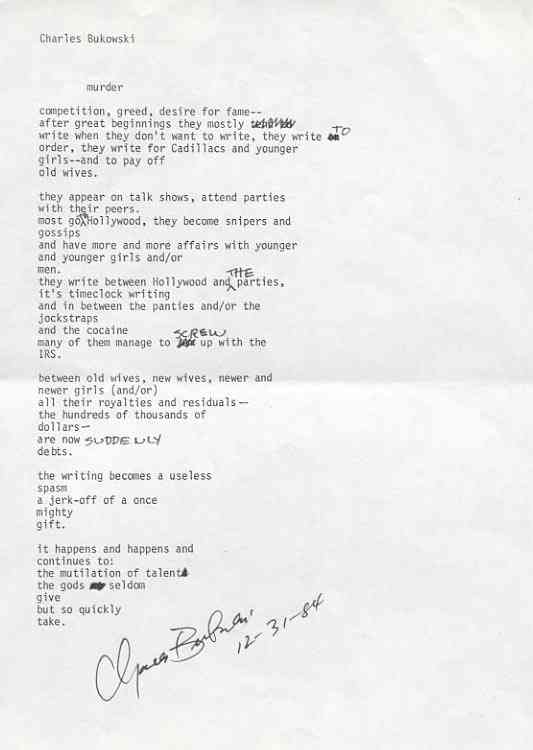 Charles Bukowski
murder
competition, greed, desire for fame--
after great beginnings they mostly
write when they don't want to write, they write TO
order, they write for Cadillacs and younger
girls--and to pay off
old wives.
they appear on talk shows, attend parties
with their peers.
most go TO Hollywood, they become snipers and
gossips
and have more and more affairs with younger
and younger girls and/or
men.
they write between Hollywood and THE parties,
it's timeclock writing
and in between the panties and/or the
jockstraps
and the cocaine
many of them manage to SCREW up with the
IRS.
between old wives, new wives, newer and
newer girls (and/or)
all their royalties and residuals—
the hundreds of thousands of
dollars—
are now SUDDENLY
debts.
the writing becomes a useless
spasm
a jerk-off of a once
mighty
gift.
it happens and happens and
continues to:
the mutilation of talent
the gods seldom
give
but so quickly
take.
Charles Bukowski
12-31-84